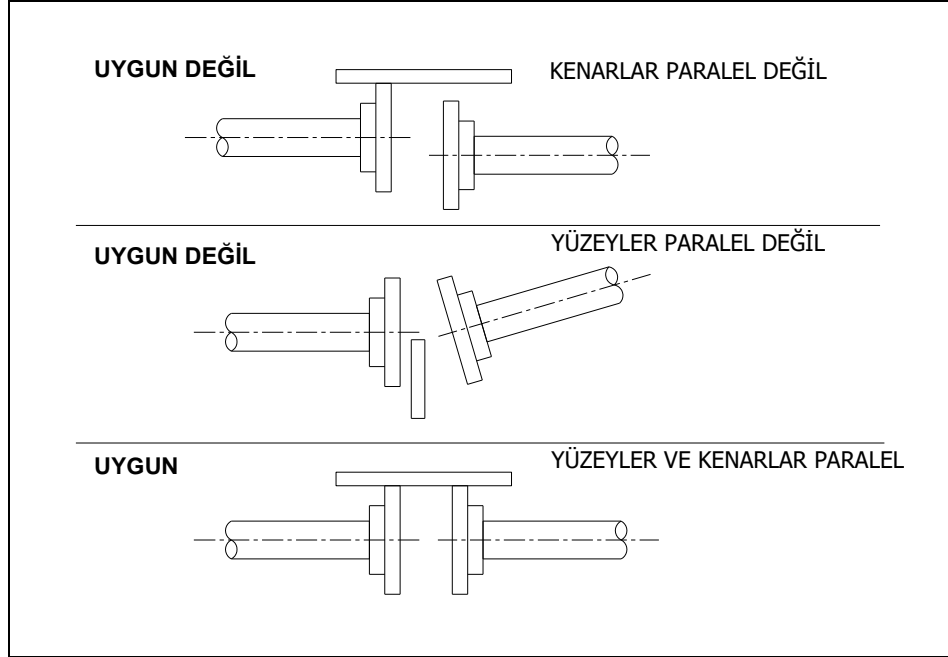 UYGUN DEĞİL
KENARLAR PARALEL DEĞİL
UYGUN DEĞİL
YÜZEYLER PARALEL DEĞİL
UYGUN
YÜZEYLER VE KENARLAR PARALEL